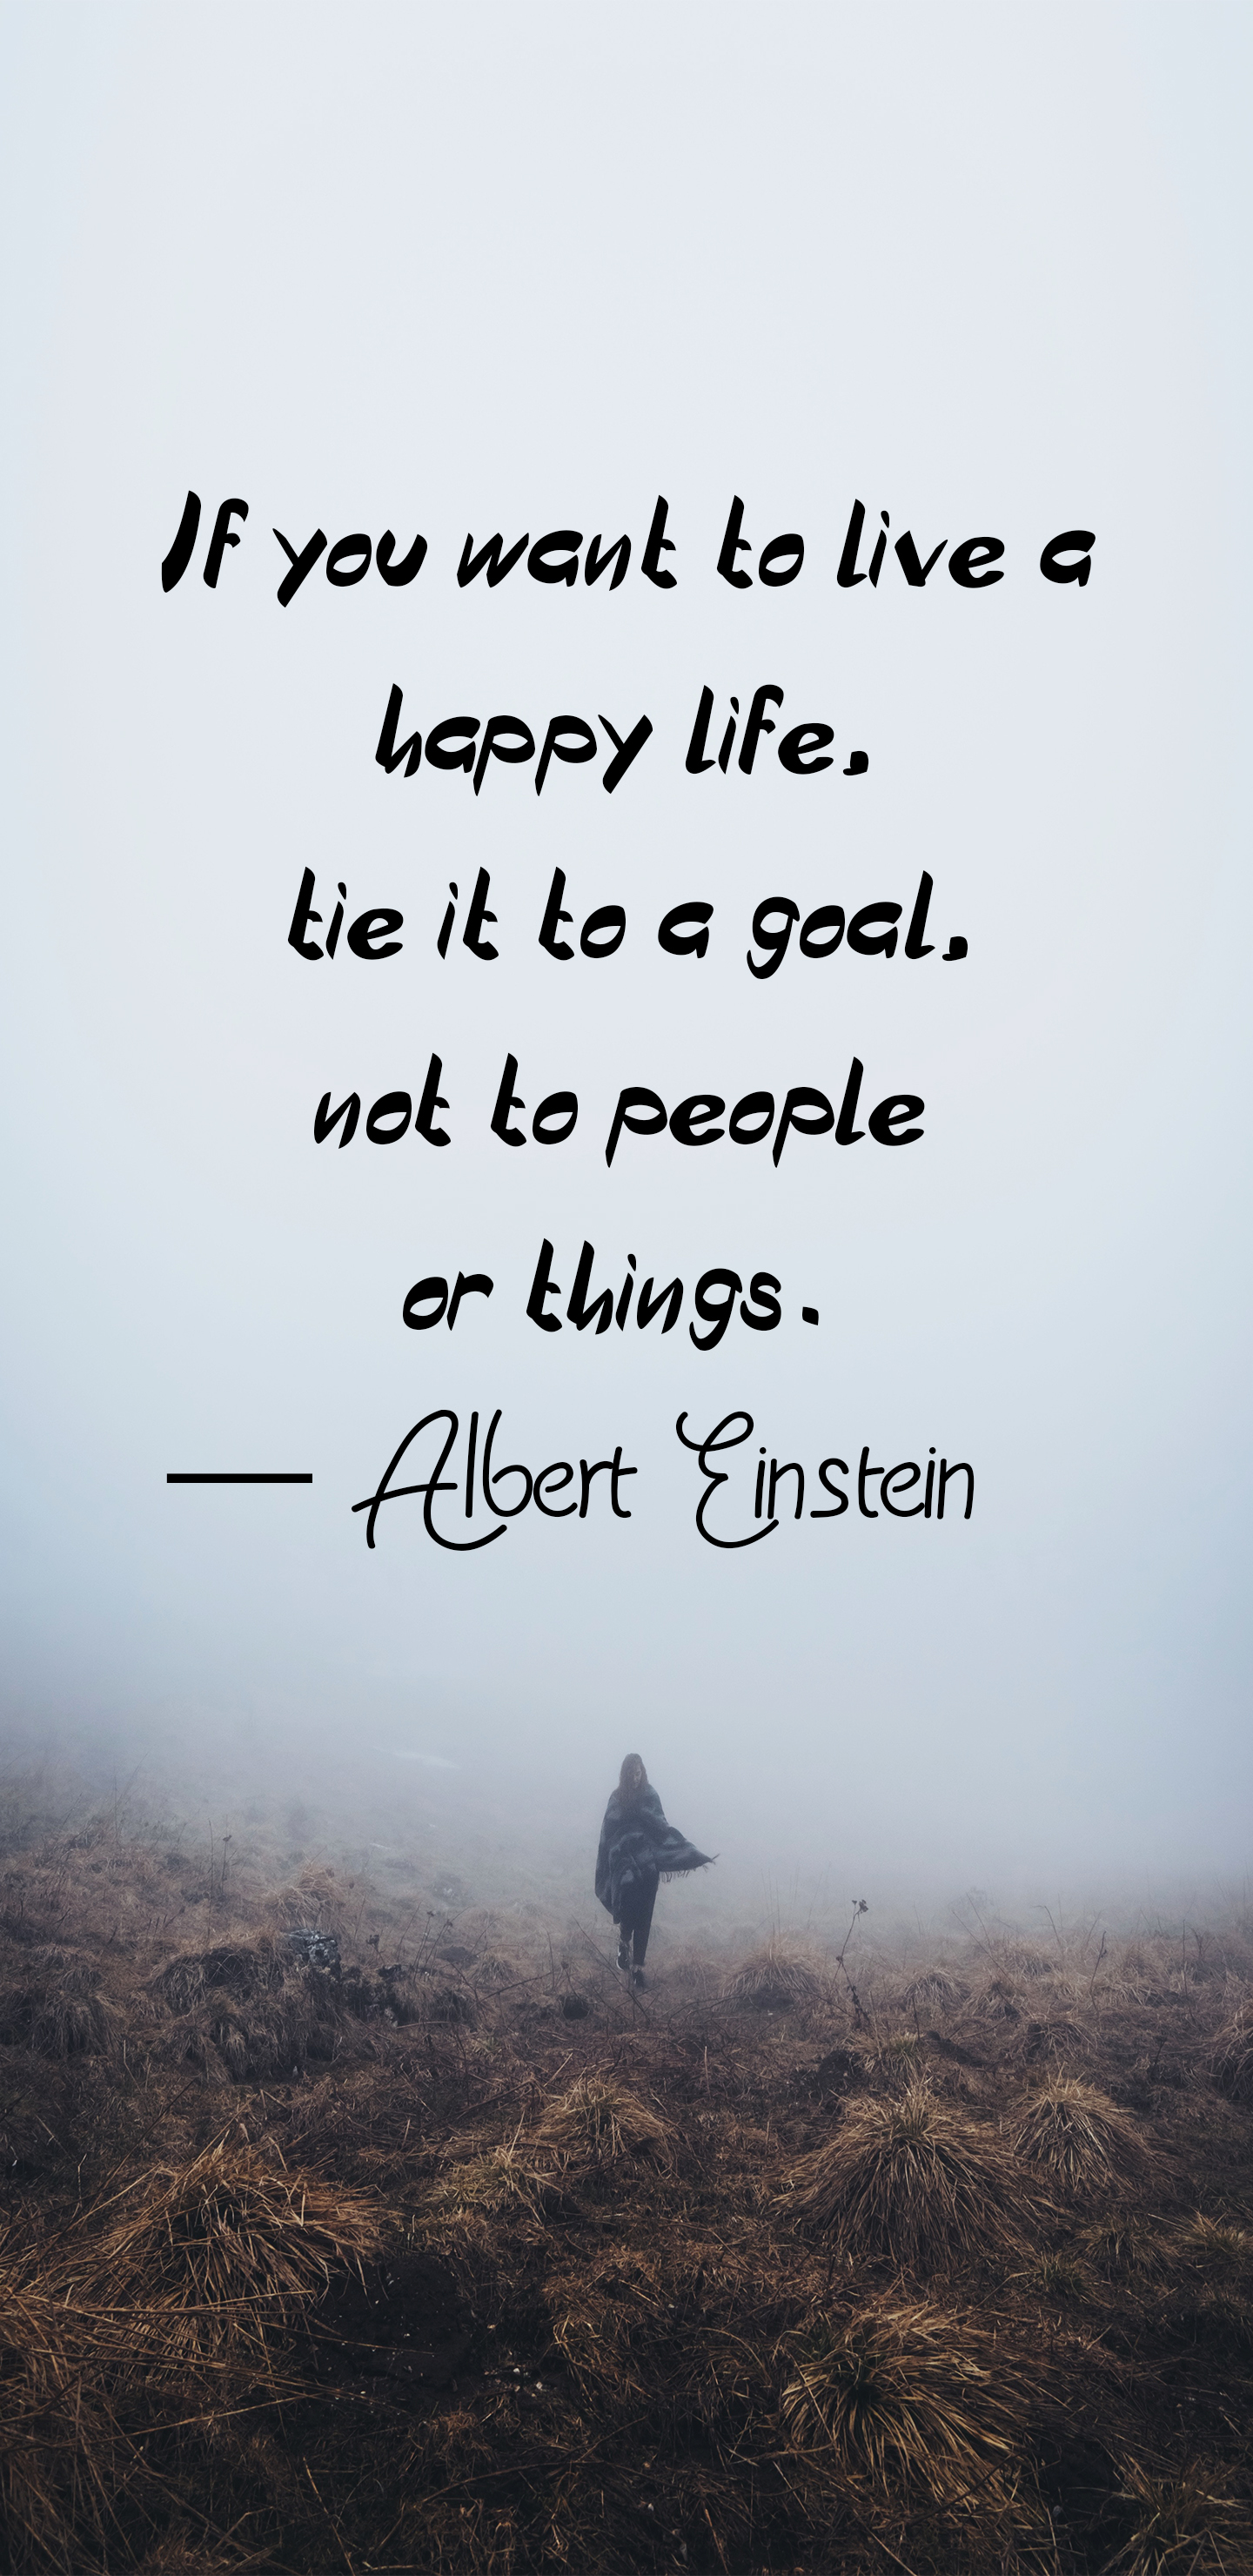 If you want to live a
happy life,
tie it to a goal,
not to people
or things.
— Albert Einstein